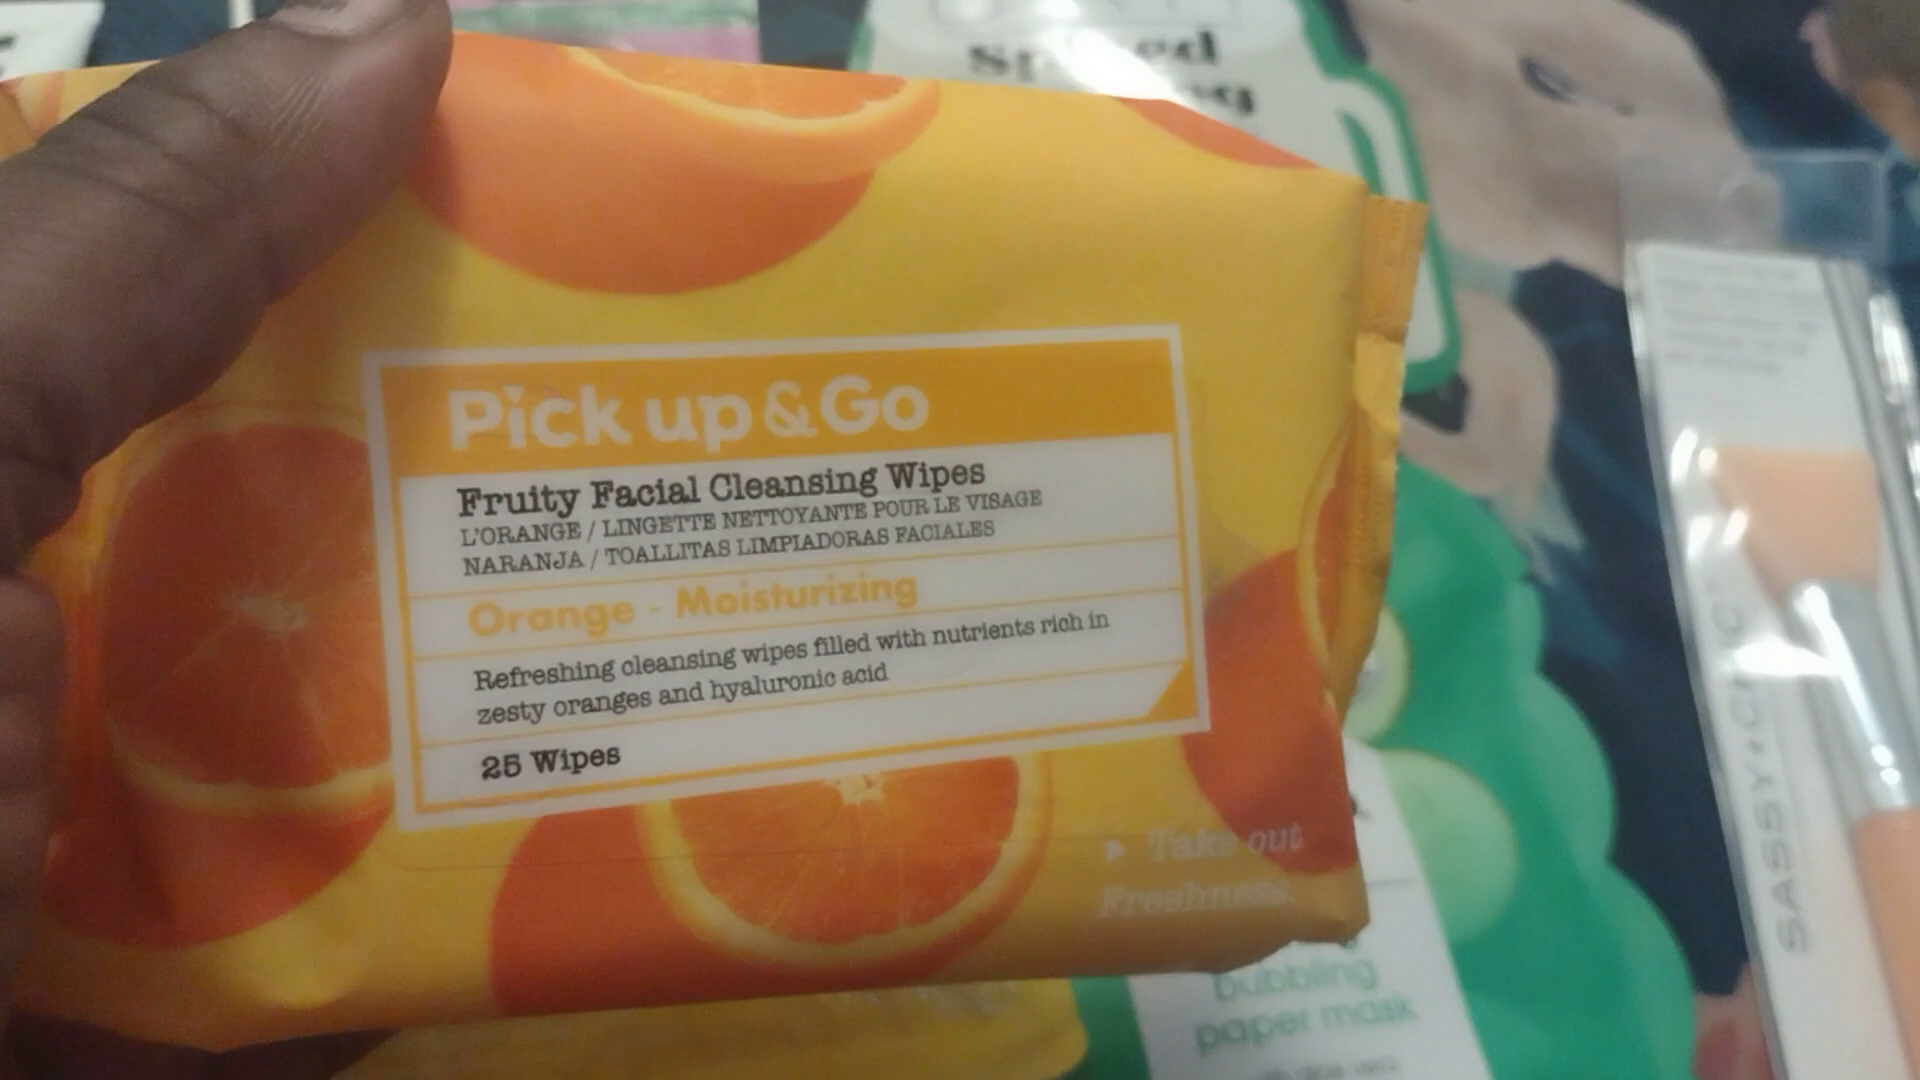 Pick up & Go
Fruity Facial Cleansing Wipes
L'ORANGE / LINGETTE NETTOYANTE POUR LE VISAGE
NARANJA / TOALLITAS LIMPIADORAS FACIALES
Orange - Moisturizing
Refreshing cleansing wipes filled with nutrients rich in
zesty oranges and hyaluronic acid
25 Wipes
Take out
Freshness
bubbling
paper mask
SASSY+CHIC